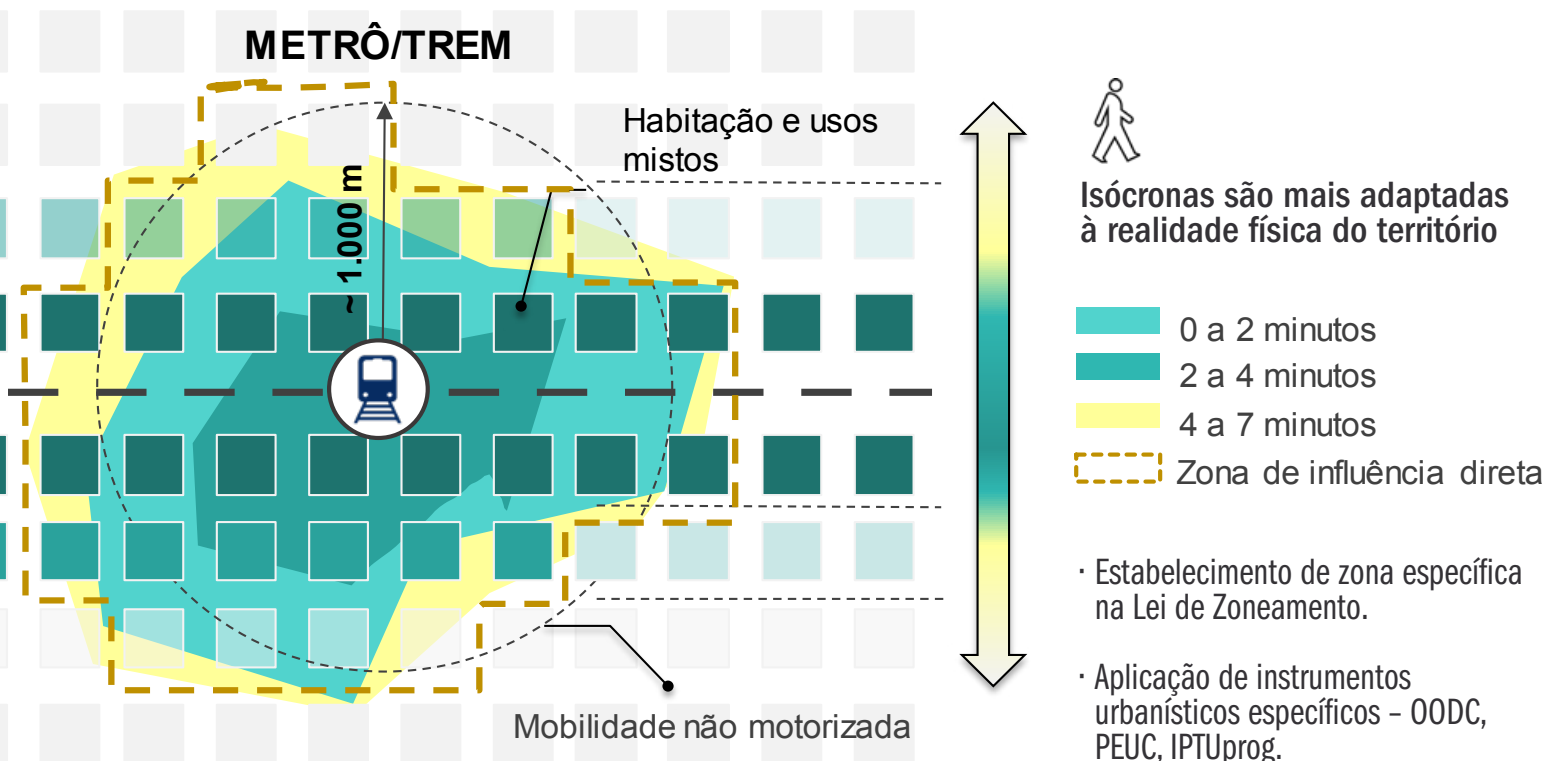 METRÔ/TREM
Habitação e usos
mistos
~ 1.000 m
Mobilidade não motorizada
Isócronas são mais adaptadas
à realidade física do território
0 a 2 minutos
2 a 4 minutos
4 a 7 minutos
Zona de influência direta
· Estabelecimento de zona específica
na Lei de Zoneamento.
· Aplicação de instrumentos
urbanísticos específicos – OODC,
PEUC, IPTUprog.